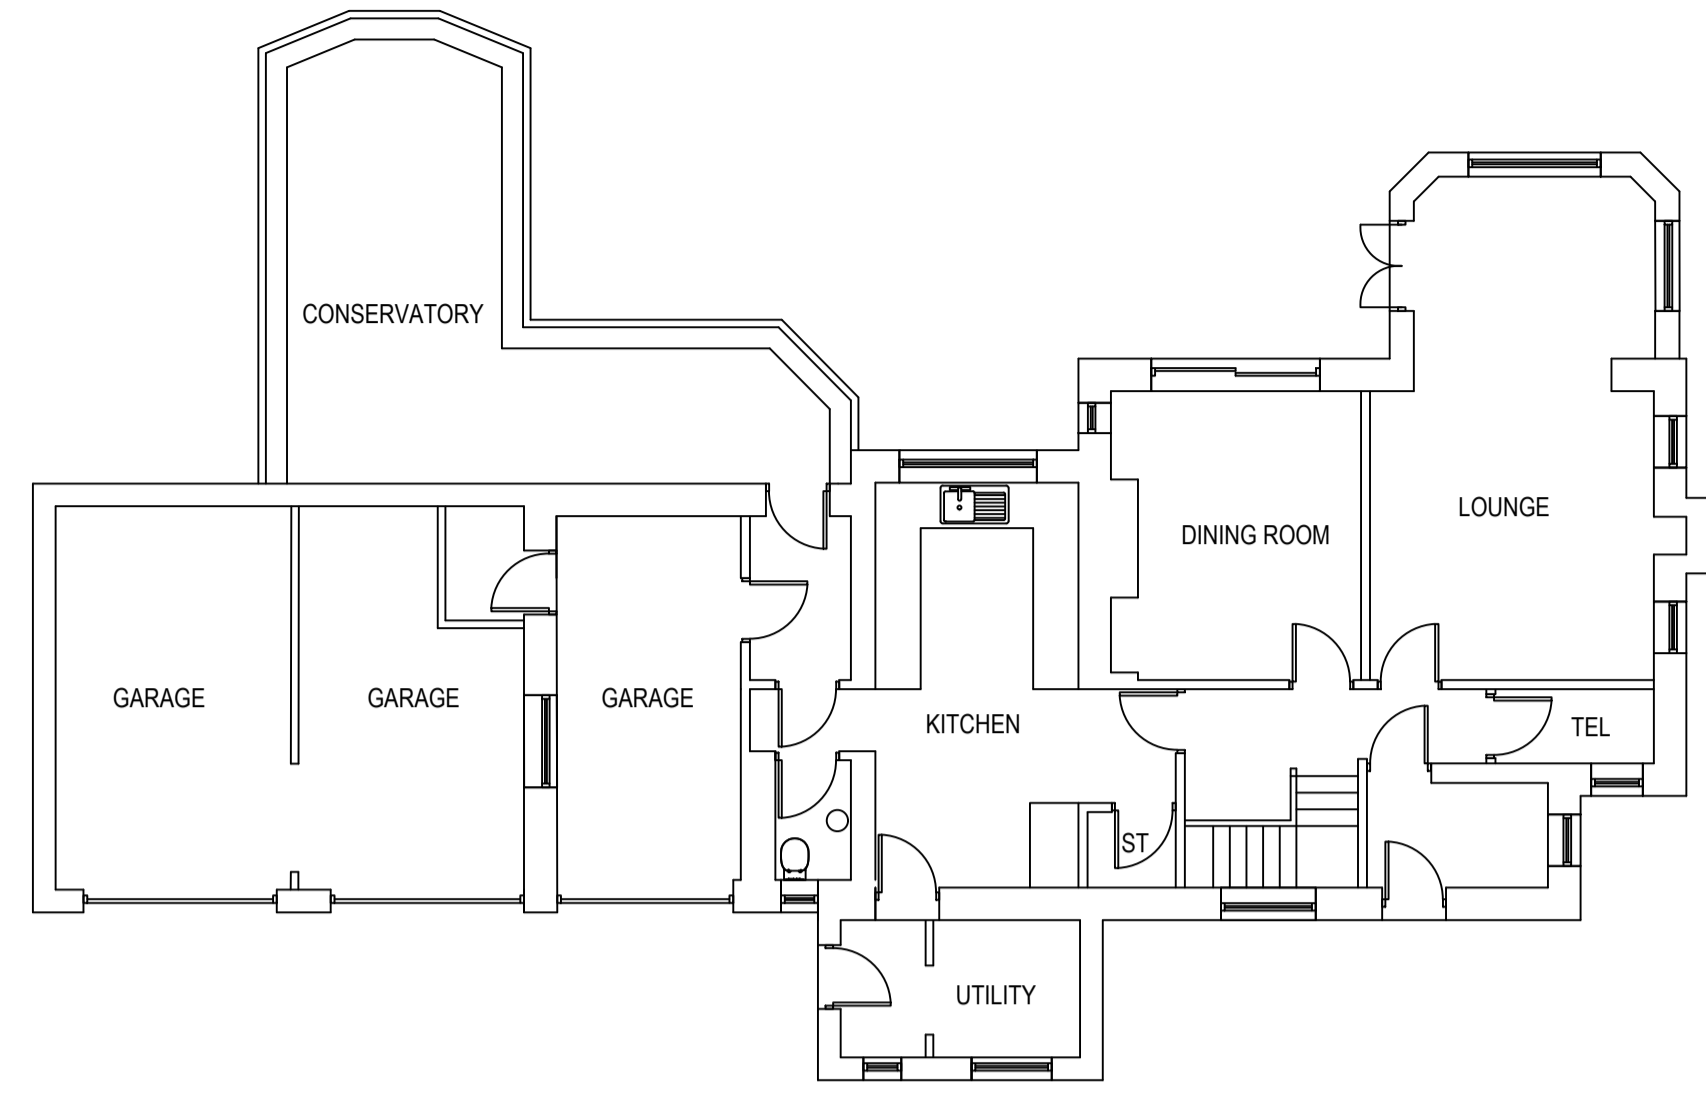 CONSERVATORY
LOUNGE
DINING ROOM
GARAGE
GARAGE
GARAGE
KITCHEN
TEL
ST
UTILITY